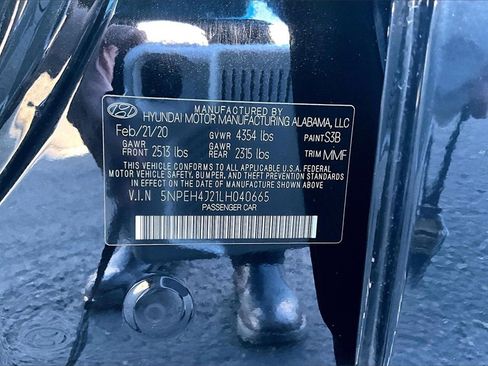 MANUFACTURED BY
HYUNDAI MOTOR MANUFACTURING ALABAMA, LLC
Feb/21/20 GVWR 4354 lbs PAINT S3B
GAWR FRONT 2513 lbs GAWR REAR 2315 lbs TRIM MMF
THIS VEHICLE CONFORMS TO ALL APPLICABLE U.S.A. FEDERAL
MOTOR VEHICLE SAFETY, BUMPER, AND THEFT PREVENTION
STANDARDS IN EFFECT ON THE DATE OF MANUFACTURE SHOWN ABOVE.
V.I.N 5NPEH4J21LH040665
PASSENGER CAR